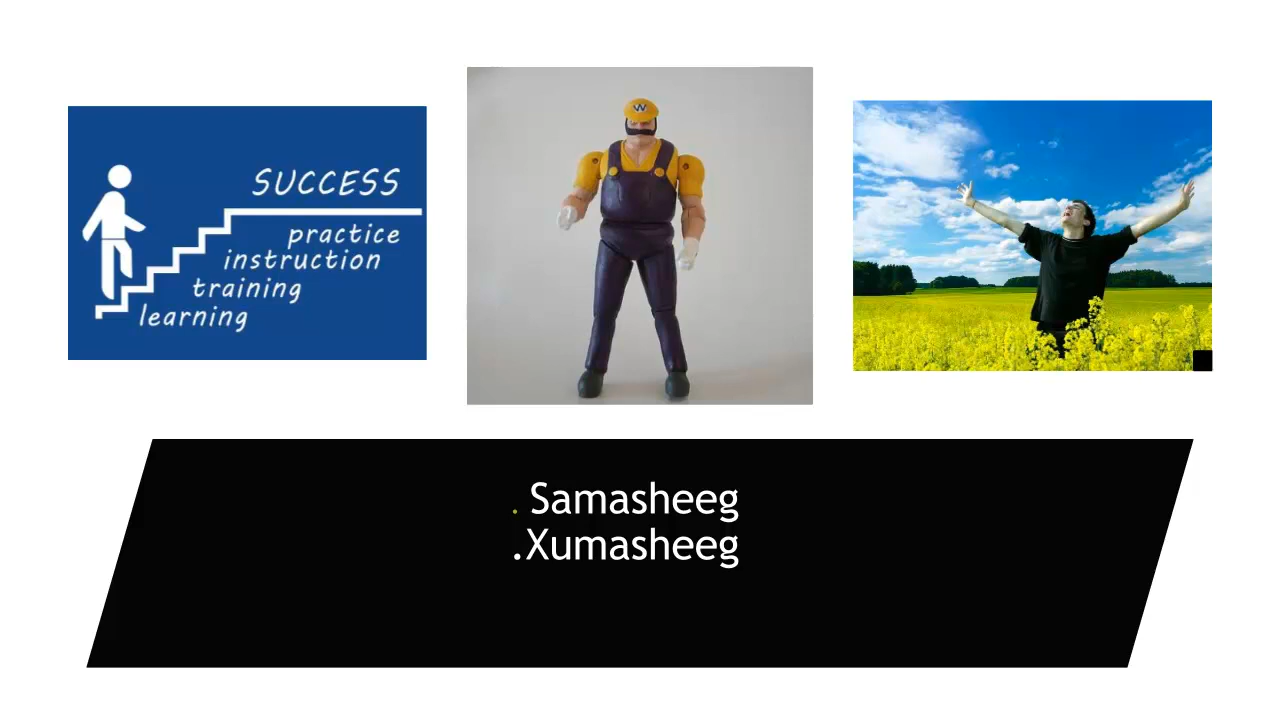 SUCCESS
practice
instruction
training
learning
W
. Samasheeg
.Xumasheeg